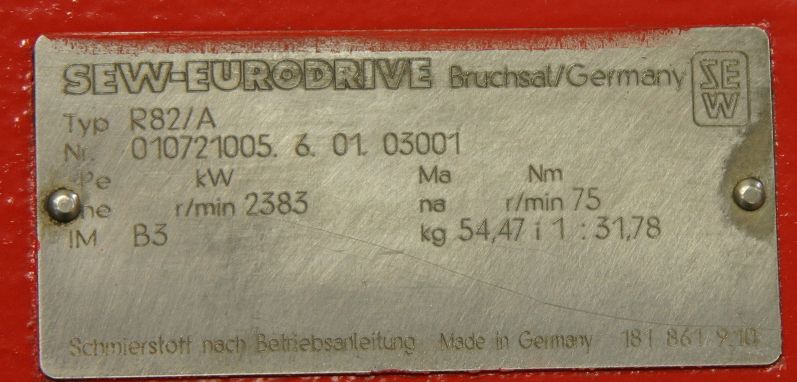 SEW-EURODRIVE Bruchsal/Germany SEW
Typ R82/A
Nr. 010721005. 6. 01. 03001
Pe kW Ma Nm
ne r/min 2383 na r/min 75
IM B3 kg 54,47 i 1 : 31,78
Schmierstoff nach Betriebsanleitung Made in Germany 181 861 9.10